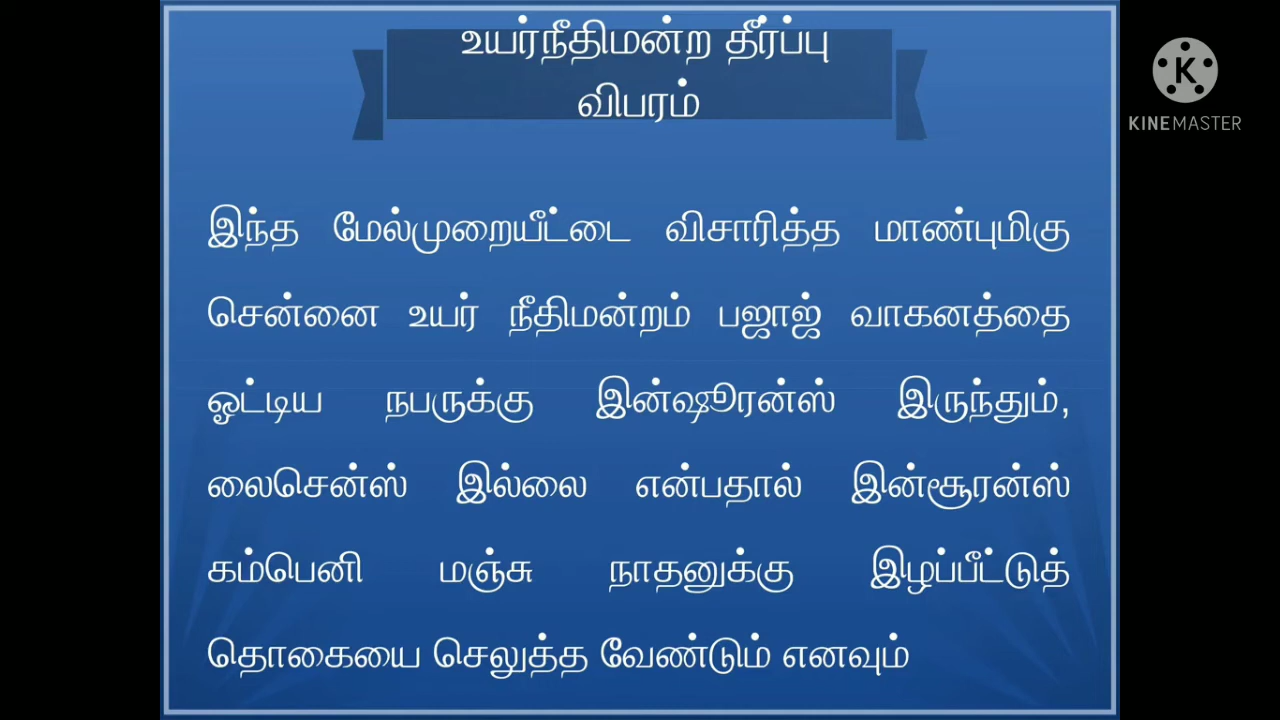 உயர்நீதிமன்ற தீர்ப்பு
விபரம்
KINEMASTER
இந்த மேல்முறையீட்டை விசாரித்த மாண்புமிகு
சென்னை உயர் நீதிமன்றம் பஜாஜ் வாகனத்தை
ஓட்டிய நபருக்கு இன்ஷூரன்ஸ் இருந்தும்,
லைசென்ஸ் இல்லை என்பதால் இன்சூரன்ஸ்
கம்பெனி மஞ்சு நாதனுக்கு இழப்பீட்டுத்
தொகையை செலுத்த வேண்டும் எனவும்